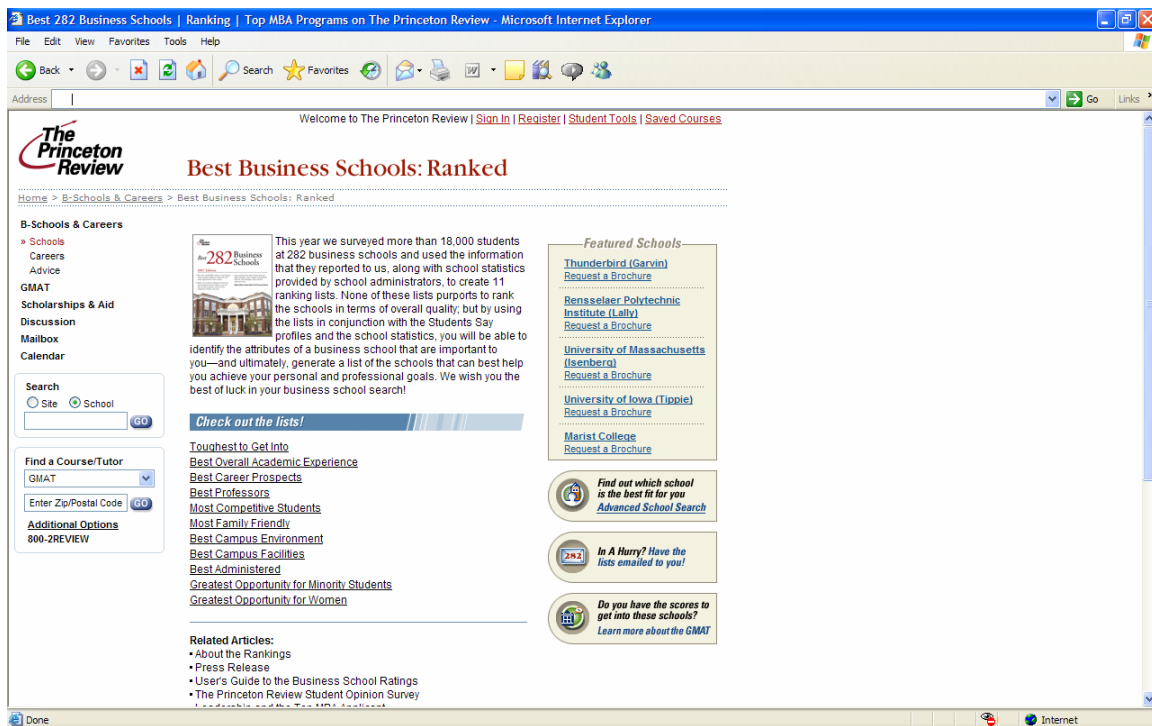 Best 282 Business Schools | Ranking | Top MBA Programs on The Princeton Review - Microsoft Internet Explorer
File Edit View Favorites Tools Help
Back Search Favorites
Address Go Links
Welcome to The Princeton Review | Sign In | Register | Student Tools | Saved Courses
The
Princeton
Review
Best Business Schools: Ranked
Home > B-Schools & Careers > Best Business Schools: Ranked
B-Schools & Careers
» Schools
Careers
Advice
GMAT
Scholarships & Aid
Discussion
Mailbox
Calendar
Search
Site School
GO
Find a Course/Tutor
GMAT
Enter Zip/Postal Code GO
Additional Options
800-2REVIEW
Best 282 Business
Schools
This year we surveyed more than 18,000 students
at 282 business schools and used the information
that they reported to us, along with school statistics
provided by school administrators, to create 11
ranking lists. None of these lists purports to rank
the schools in terms of overall quality; but by using
the lists in conjunction with the Students Say
profiles and the school statistics, you will be able to
identify the attributes of a business school that are important to
you—and ultimately, generate a list of the schools that can best help
you achieve your personal and professional goals. We wish you the
best of luck in your business school search!
Check out the lists!
Toughest to Get Into
Best Overall Academic Experience
Best Career Prospects
Best Professors
Most Competitive Students
Most Family Friendly
Best Campus Environment
Best Campus Facilities
Best Administered
Greatest Opportunity for Minority Students
Greatest Opportunity for Women
Related Articles:
▪ About the Rankings
▪ Press Release
▪ User's Guide to the Business School Ratings
▪ The Princeton Review Student Opinion Survey
▪ Leadership and the Top MBA Applicant
Featured Schools
Thunderbird (Garvin)
Request a Brochure
Rensselaer Polytechnic
Institute (Lally)
Request a Brochure
University of Massachusetts
(Isenberg)
Request a Brochure
University of Iowa (Tippie)
Request a Brochure
Marist College
Request a Brochure
Find out which school
is the best fit for you
Advanced School Search
282
In A Hurry? Have the
lists emailed to you!
Do you have the scores to
get into these schools?
Learn more about the GMAT
Done Internet